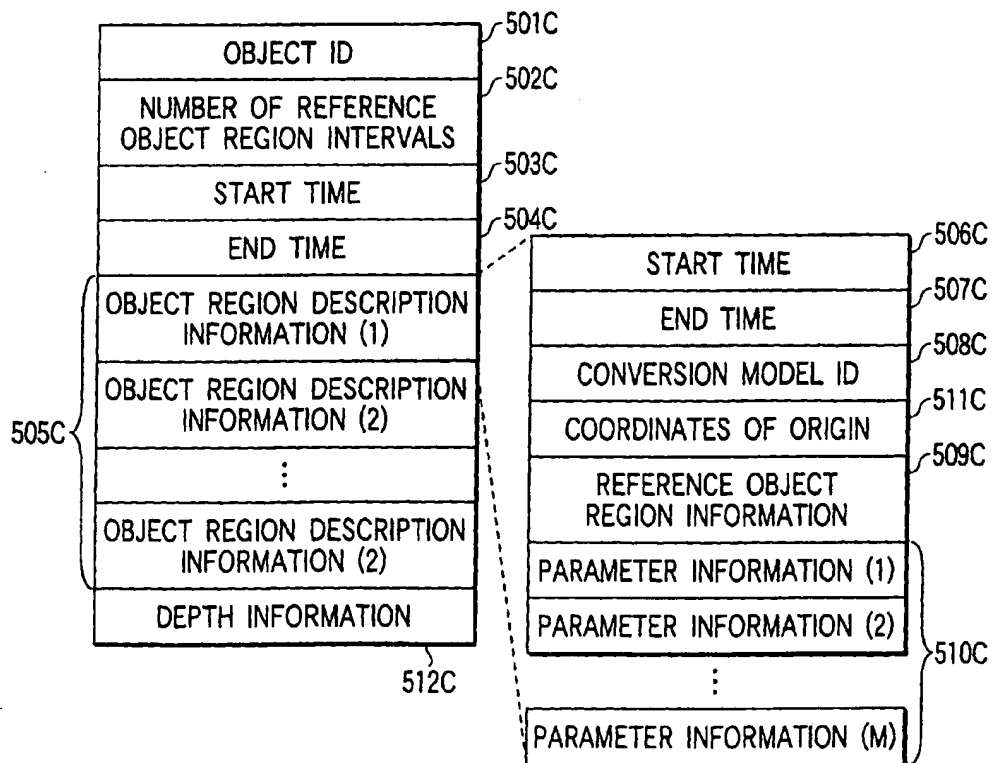 501C
OBJECT ID
502C
NUMBER OF REFERENCE
OBJECT REGION INTERVALS
503C
START TIME
504C
END TIME
505C
OBJECT REGION DESCRIPTION
INFORMATION (1)
OBJECT REGION DESCRIPTION
INFORMATION (2)
⋮
OBJECT REGION DESCRIPTION
INFORMATION (2)
DEPTH INFORMATION
512C
506C
START TIME
507C
END TIME
508C
CONVERSION MODEL ID
511C
COORDINATES OF ORIGIN
509C
REFERENCE OBJECT
REGION INFORMATION
PARAMETER INFORMATION (1)
PARAMETER INFORMATION (2)
510C
⋮
PARAMETER INFORMATION (M)